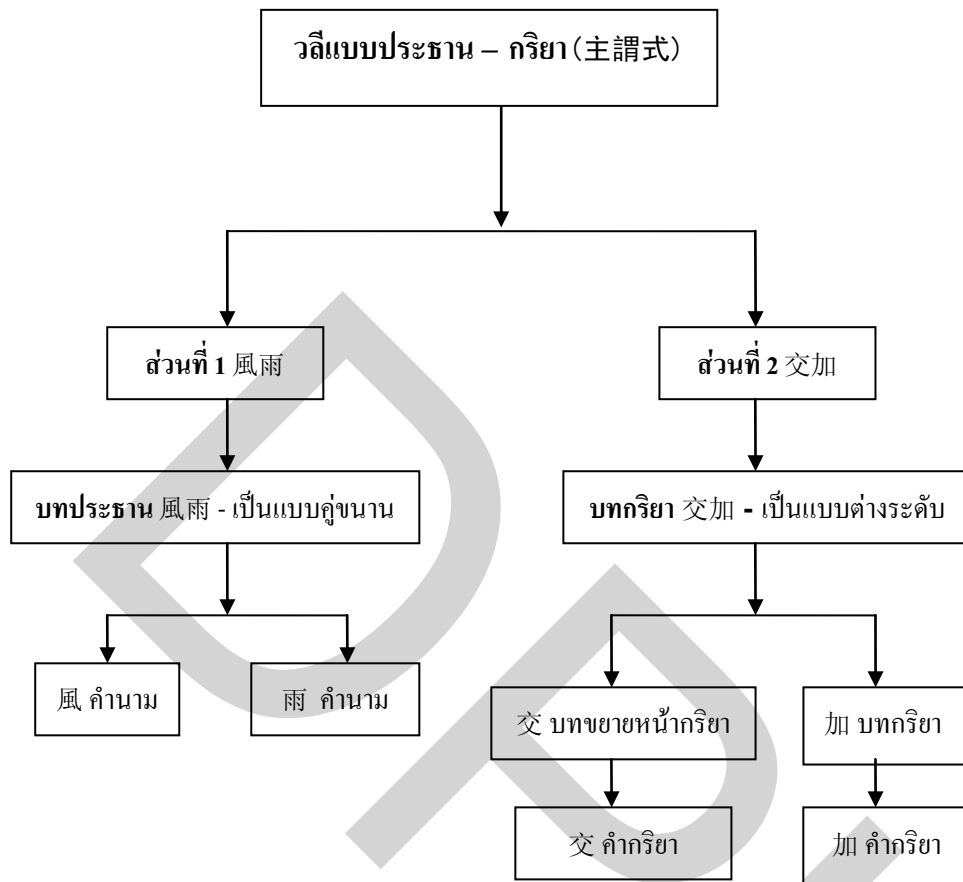 วลีแบบประธาน – กริยา(主謂式)
ส่วนที่ 1 風雨
ส่วนที่ 2 交加
บทประธาน 風雨 - เป็นแบบคู่ขนาน
บทกริยา 交加 - เป็นแบบต่างระดับ
風 คำนาม
雨 คำนาม
交 บทขยายหน้ากริยา
加 บทกริยา
交 คำกริยา
加 คำกริยา